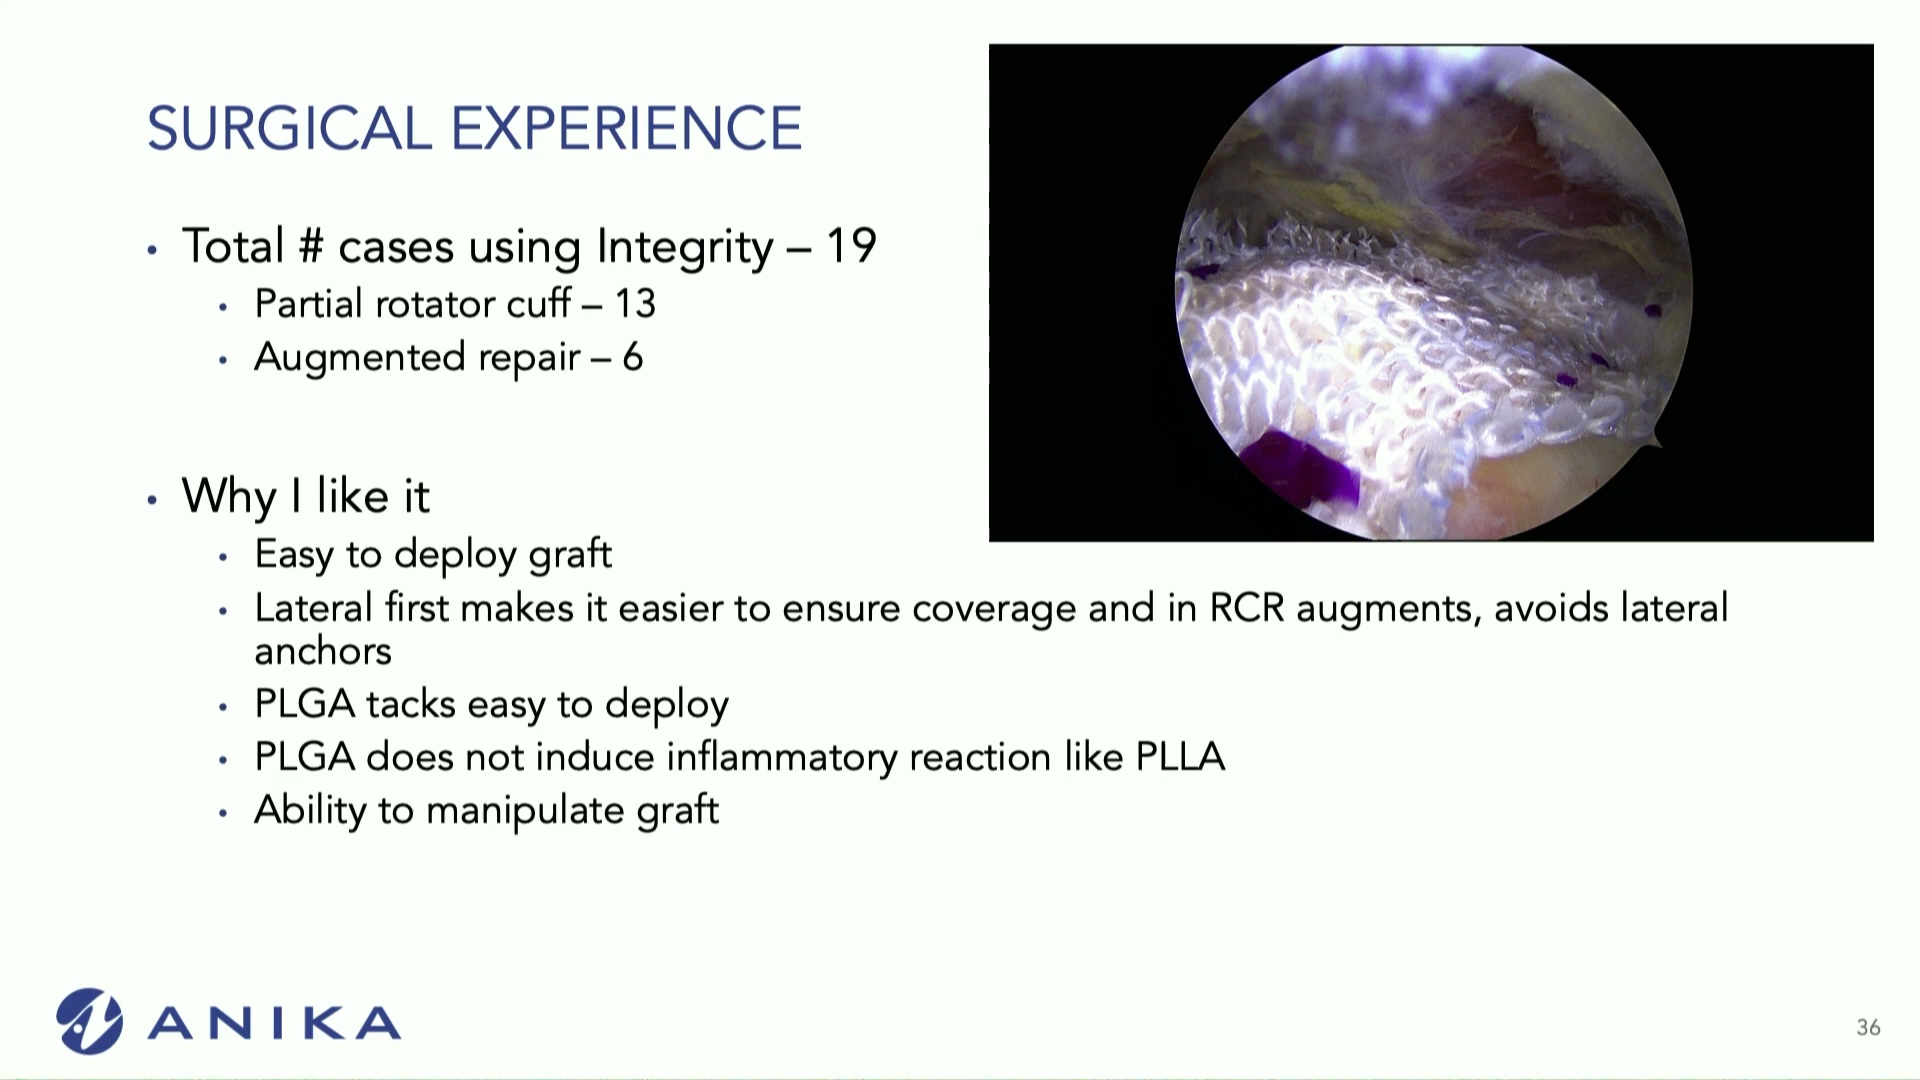 SURGICAL EXPERIENCE
• Total # cases using Integrity – 19
• Partial rotator cuff – 13
• Augmented repair – 6
• Why I like it
• Easy to deploy graft
• Lateral first makes it easier to ensure coverage and in RCR augments, avoids lateral
anchors
• PLGA tacks easy to deploy
• PLGA does not induce inflammatory reaction like PLLA
• Ability to manipulate graft
ANIKA
36